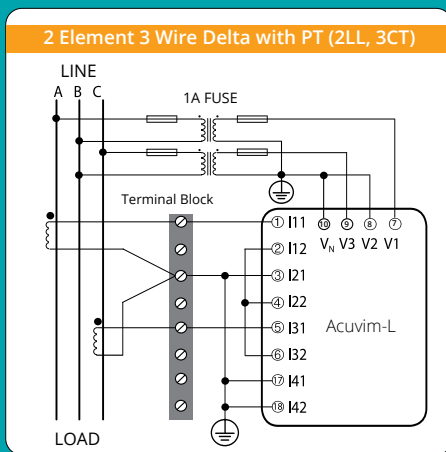 2 Element 3 Wire Delta with PT (2LL, 3CT)
LINE
A B C
1A FUSE
Terminal Block
10 9 8 7
VN V3 V2 V1
1 I11
2 I12
3 I21
4 I22
5 I31
6 I32
17 I41
18 I42
Acuvim-L
LOAD